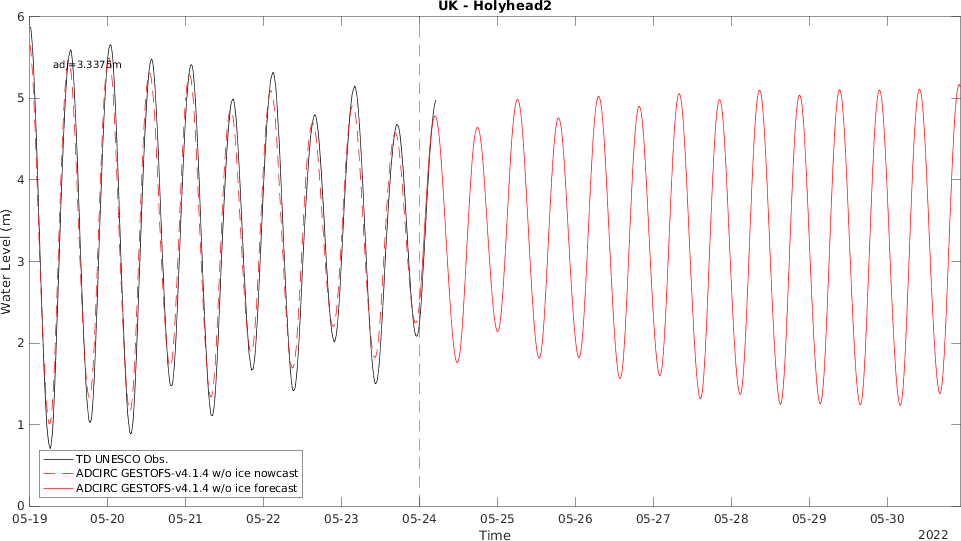 UK - Holyhead2
adj=3.3375m
Water Level (m)
6
5
4
3
2
1
0
TD UNESCO Obs.
ADCIRC GESTOFS-v4.1.4 w/o ice nowcast
ADCIRC GESTOFS-v4.1.4 w/o ice forecast
05-19 05-20 05-21 05-22 05-23 05-24 05-25 05-26 05-27 05-28 05-29 05-30
Time
2022